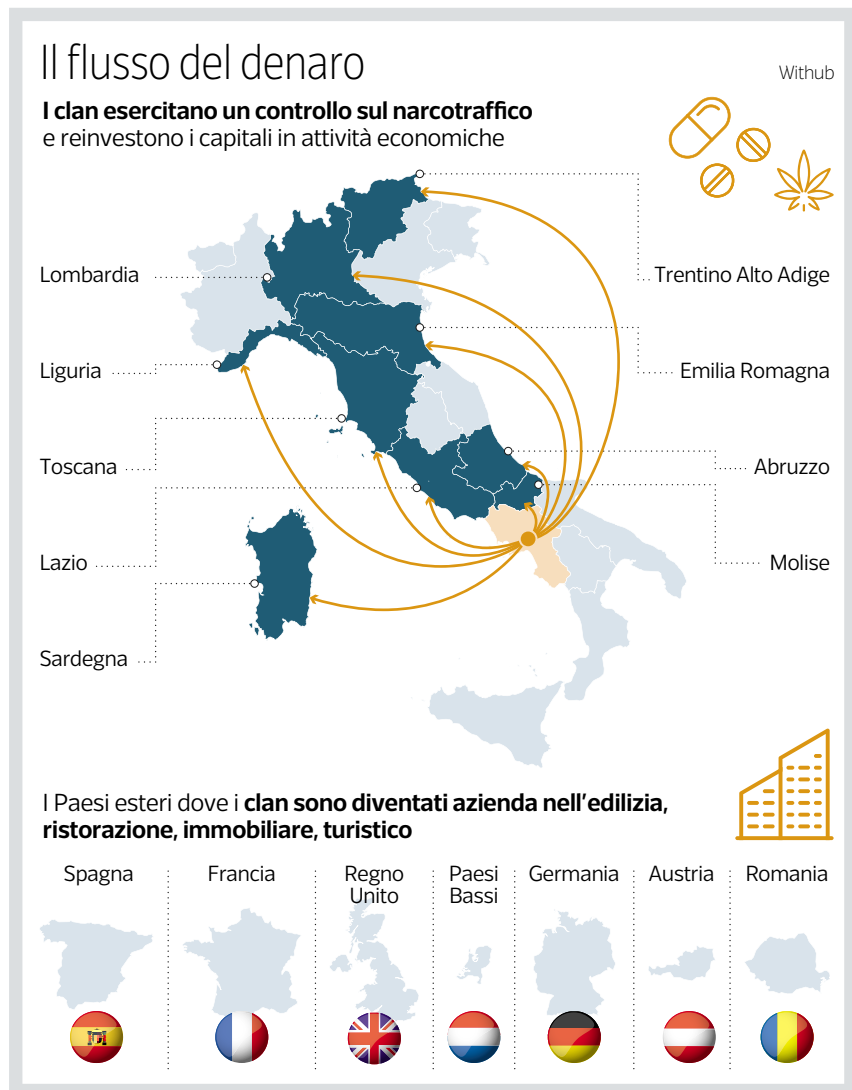 Il flusso del denaro
Withub
I clan esercitano un controllo sul narcotraffico
e reinvestono i capitali in attività economiche
Lombardia
Trentino Alto Adige
Liguria
Emilia Romagna
Toscana
Abruzzo
Lazio
Molise
Sardegna
I Paesi esteri dove i clan sono diventati azienda nell'edilizia,
ristorazione, immobiliare, turistico
Spagna
Francia
Regno
Unito
Paesi
Bassi
Germania
Austria
Romania